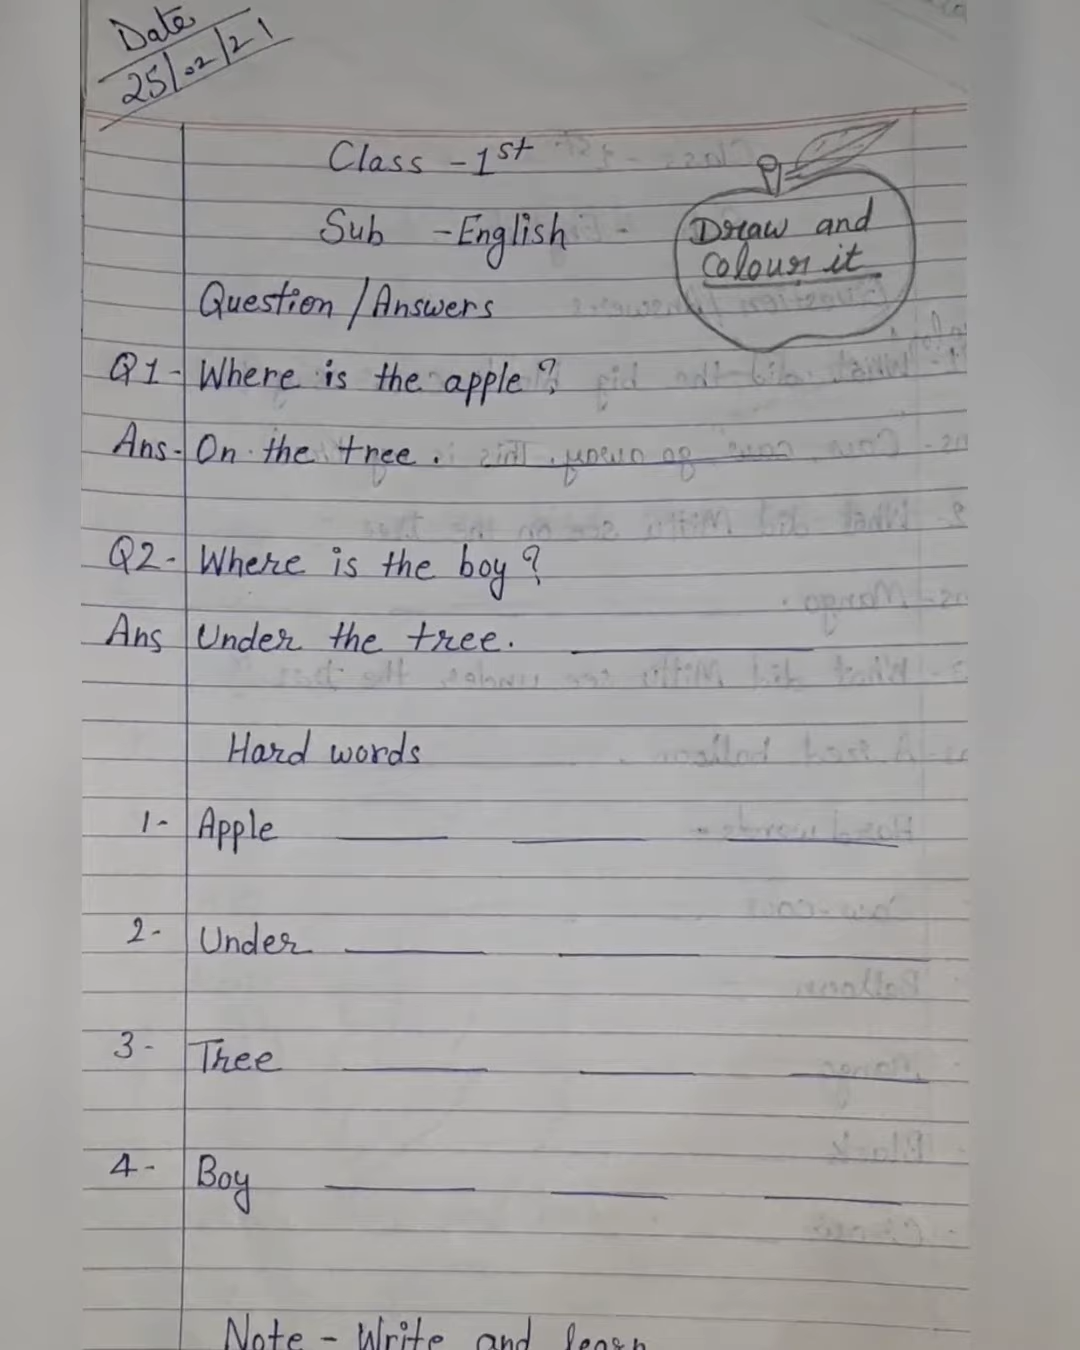 Date
25/02/21
Class - 1st
Sub - English
Draw and
colour it
Question / Answers
Q1- Where is the apple?
Ans- On the tree.
Q2- Where is the boy?
Ans Under the tree.
Hard words
1- Apple
2- Under
3- Tree
4- Boy
Note - Write and learn